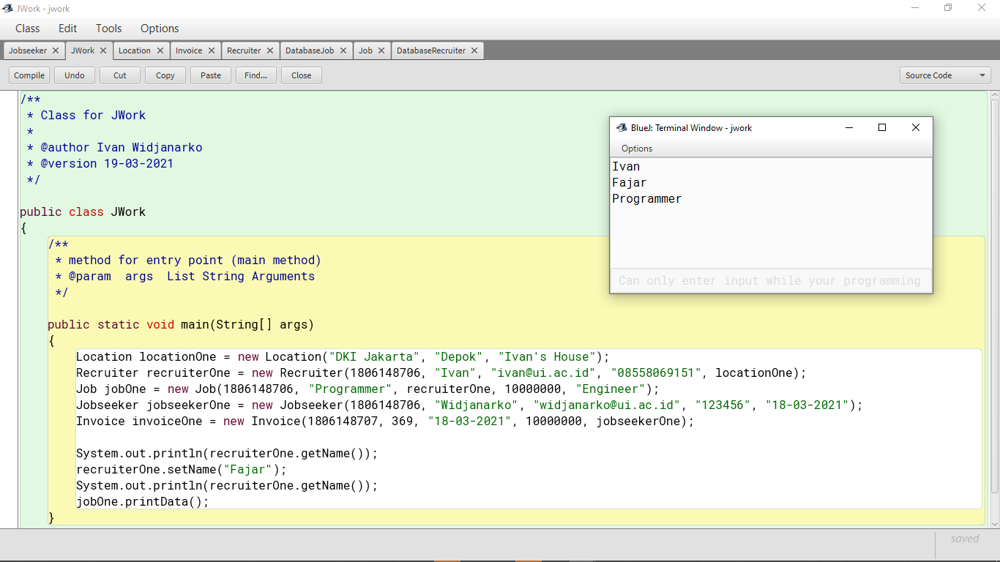 JWork - jwork
Class Edit Tools Options
Jobseeker JWork Location Invoice Recruiter DatabaseJob Job DatabaseRecruiter
Compile Undo Cut Copy Paste Find... Close Source Code
/**
 * Class for JWork
 *
 * @author Ivan Widjanarko
 * @version 19-03-2021
 */
public class JWork
{
    /**
     * method for entry point (main method)
     * @param  args  List String Arguments
     */
    public static void main(String[] args)
    {
        Location locationOne = new Location("DKI Jakarta", "Depok", "Ivan's House");
        Recruiter recruiterOne = new Recruiter(1806148706, "Ivan", "ivan@ui.ac.id", "08558069151", locationOne);
        Job jobOne = new Job(1806148706, "Programmer", recruiterOne, 10000000, "Engineer");
        Jobseeker jobseekerOne = new Jobseeker(1806148706, "Widjanarko", "widjanarko@ui.ac.id", "123456", "18-03-2021");
        Invoice invoiceOne = new Invoice(1806148707, 369, "18-03-2021", 10000000, jobseekerOne);
        System.out.println(recruiterOne.getName());
        recruiterOne.setName("Fajar");
        System.out.println(recruiterOne.getName());
        jobOne.printData();
    }
BlueJ: Terminal Window - jwork
Options
Ivan
Fajar
Programmer
Can only enter input while your programming
saved